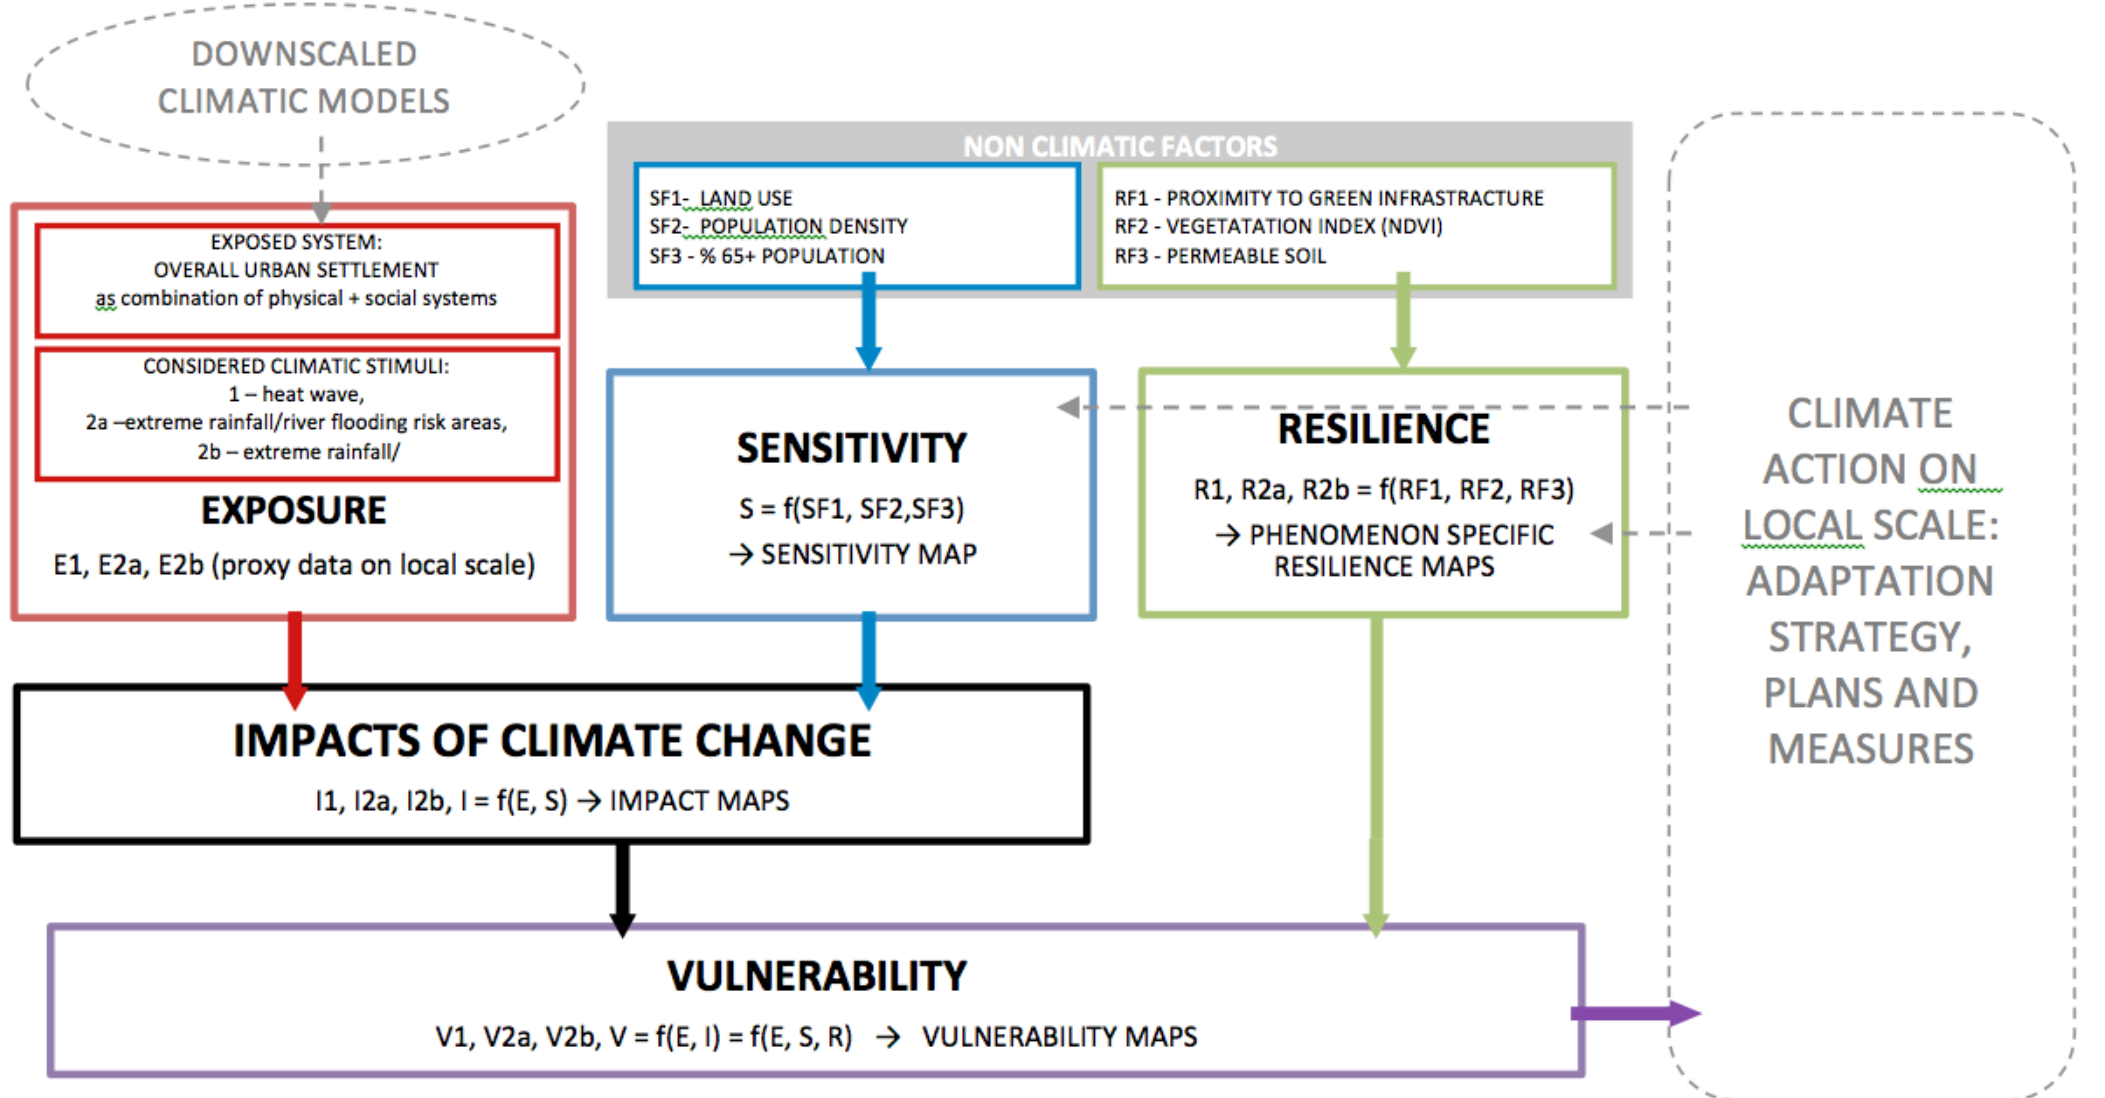 DOWNSCALED
CLIMATIC MODELS
NON CLIMATIC FACTORS
SF1- LAND USE
SF2- POPULATION DENSITY
SF3 - % 65+ POPULATION
RF1 - PROXIMITY TO GREEN INFRASTRACTURE
RF2 - VEGETATATION INDEX (NDVI)
RF3 - PERMEABLE SOIL
EXPOSED SYSTEM:
OVERALL URBAN SETTLEMENT
as combination of physical + social systems
CONSIDERED CLIMATIC STIMULI:
1 – heat wave,
2a –extreme rainfall/river flooding risk areas,
2b – extreme rainfall/
EXPOSURE
E1, E2a, E2b (proxy data on local scale)
SENSITIVITY
S = f(SF1, SF2,SF3)
→ SENSITIVITY MAP
RESILIENCE
R1, R2a, R2b = f(RF1, RF2, RF3)
→ PHENOMENON SPECIFIC
RESILIENCE MAPS
CLIMATE
ACTION ON
LOCAL SCALE:
ADAPTATION
STRATEGY,
PLANS AND
MEASURES
IMPACTS OF CLIMATE CHANGE
I1, I2a, I2b, I = f(E, S) → IMPACT MAPS
VULNERABILITY
V1, V2a, V2b, V = f(E, I) = f(E, S, R) → VULNERABILITY MAPS